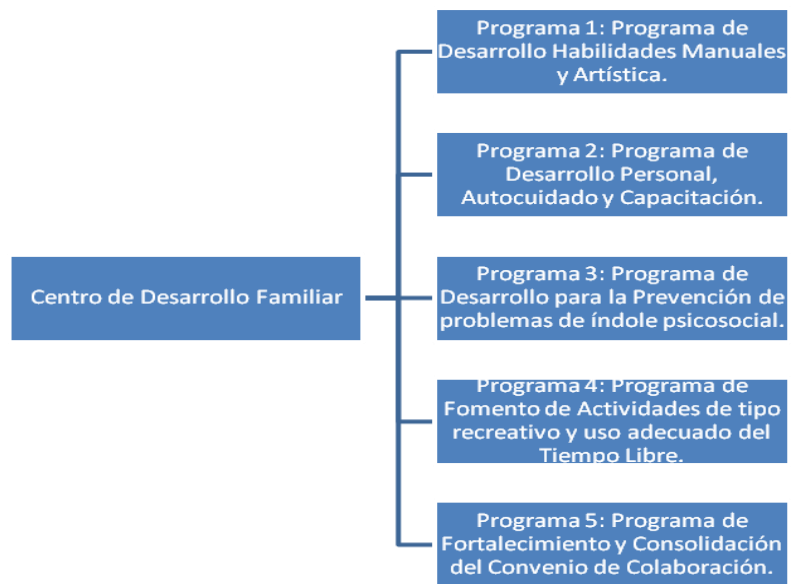 Centro de Desarrollo Familiar
Programa 1: Programa de
Desarrollo Habilidades Manuales
y Artística.
Programa 2: Programa de
Desarrollo Personal,
Autocuidado y Capacitación.
Programa 3: Programa de
Desarrollo para la Prevención de
problemas de índole psicosocial.
Programa 4: Programa de
Fomento de Actividades de tipo
recreativo y uso adecuado del
Tiempo Libre.
Programa 5: Programa de
Fortalecimiento y Consolidación
del Convenio de Colaboración.